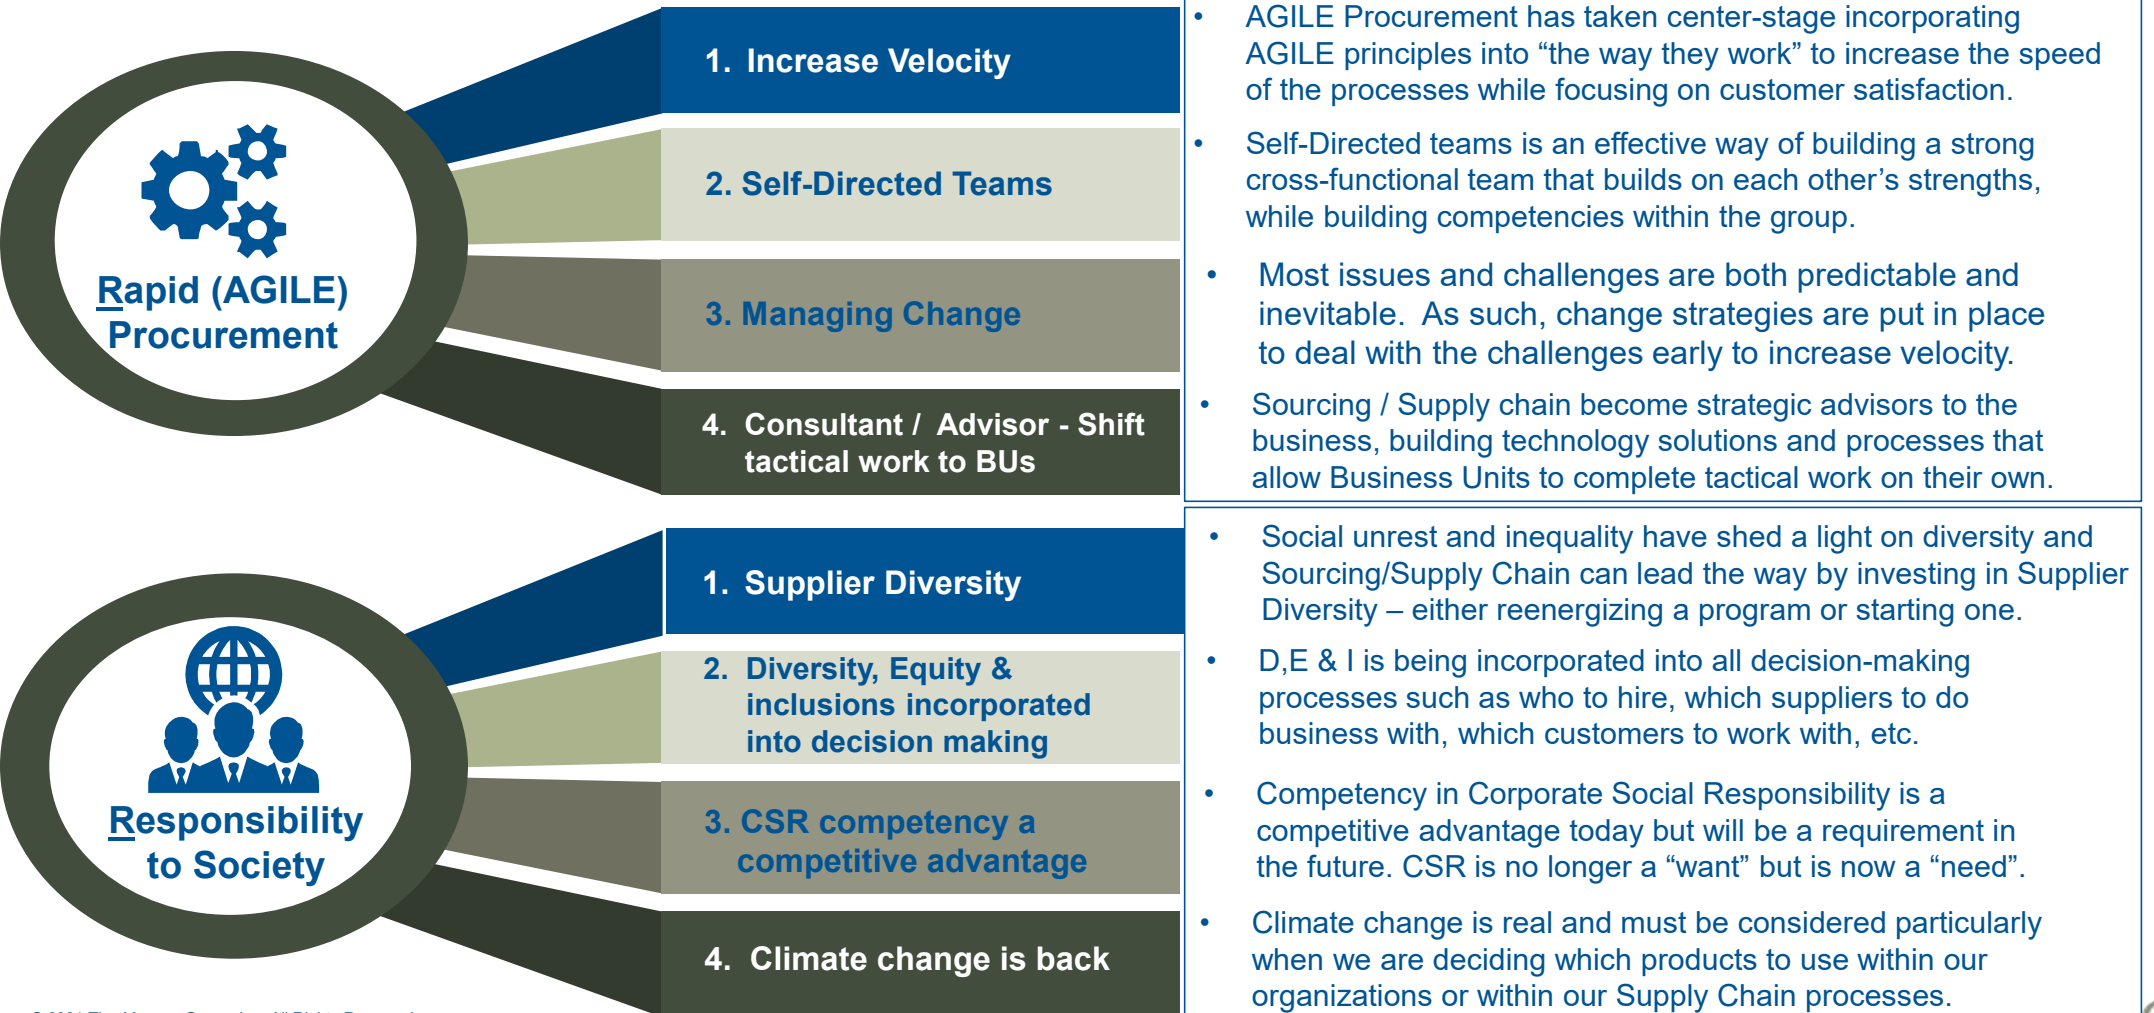 Rapid (AGILE)
Procurement
1. Increase Velocity
2. Self-Directed Teams
3. Managing Change
4. Consultant / Advisor - Shift
tactical work to BUs
• AGILE Procurement has taken center-stage incorporating
AGILE principles into “the way they work” to increase the speed
of the processes while focusing on customer satisfaction.
• Self-Directed teams is an effective way of building a strong
cross-functional team that builds on each other’s strengths,
while building competencies within the group.
• Most issues and challenges are both predictable and
inevitable. As such, change strategies are put in place
to deal with the challenges early to increase velocity.
• Sourcing / Supply chain become strategic advisors to the
business, building technology solutions and processes that
allow Business Units to complete tactical work on their own.
Responsibility
to Society
1. Supplier Diversity
2. Diversity, Equity &
inclusions incorporated
into decision making
3. CSR competency a
competitive advantage
4. Climate change is back
• Social unrest and inequality have shed a light on diversity and
Sourcing/Supply Chain can lead the way by investing in Supplier
Diversity – either reenergizing a program or starting one.
• D,E & I is being incorporated into all decision-making
processes such as who to hire, which suppliers to do
business with, which customers to work with, etc.
• Competency in Corporate Social Responsibility is a
competitive advantage today but will be a requirement in
the future. CSR is no longer a “want” but is now a “need”.
• Climate change is real and must be considered particularly
when we are deciding which products to use within our
organizations or within our Supply Chain processes.